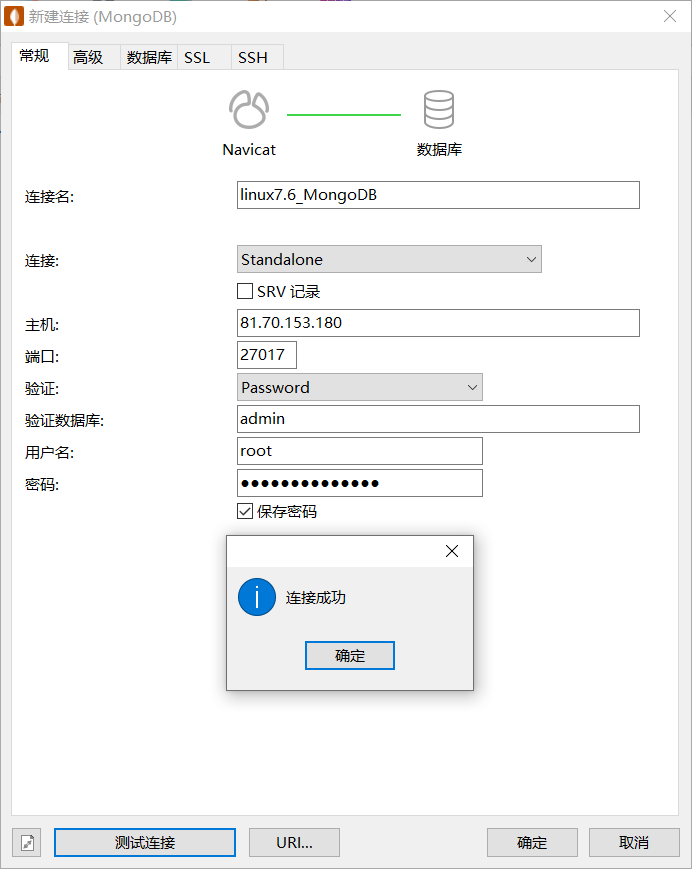 新建连接 (MongoDB)
常规 高级 数据库 SSL SSH
Navicat 数据库
连接名: linux7.6_MongoDB
连接: Standalone
SRV 记录
主机: 81.70.153.180
端口: 27017
验证: Password
验证数据库: admin
用户名: root
密码: ●●●●●●●●●●●●●●
保存密码
连接成功
确定
测试连接 URI... 确定 取消